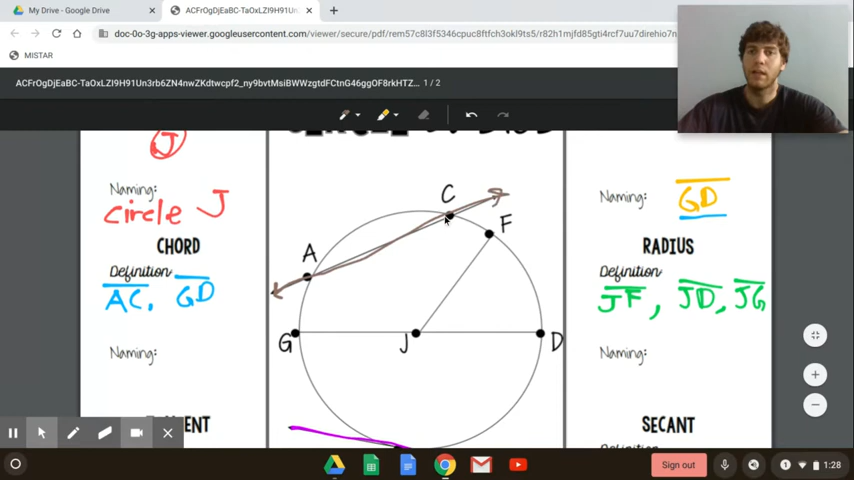 My Drive - Google Drive
ACFrOgDjEaBC-TaOxLZI9H91Un
doc-0o-3g-apps-viewer.googleusercontent.com/viewer/secure/pdf/rem57c8l3f5346cpuc8ftfch3okl9ts5/r82h1mjfd85gti4rcf7uu7direhio7n
MISTAR
ACFrOgDjEaBC-TaOxLZI9H91Un3rb6ZN4nwZKdtwcpf2_ny9bvtMsiBWWzgtdFCtnG46ggOF8rkHTZ... 1 / 2
J
Naming:
circle J
CHORD
Definition
AC, GD
Naming:
C
F
A
G
J
D
Naming:
GD
RADIUS
Definition
JF, JD, JG
Naming:
SECANT
Sign out
1
1:28